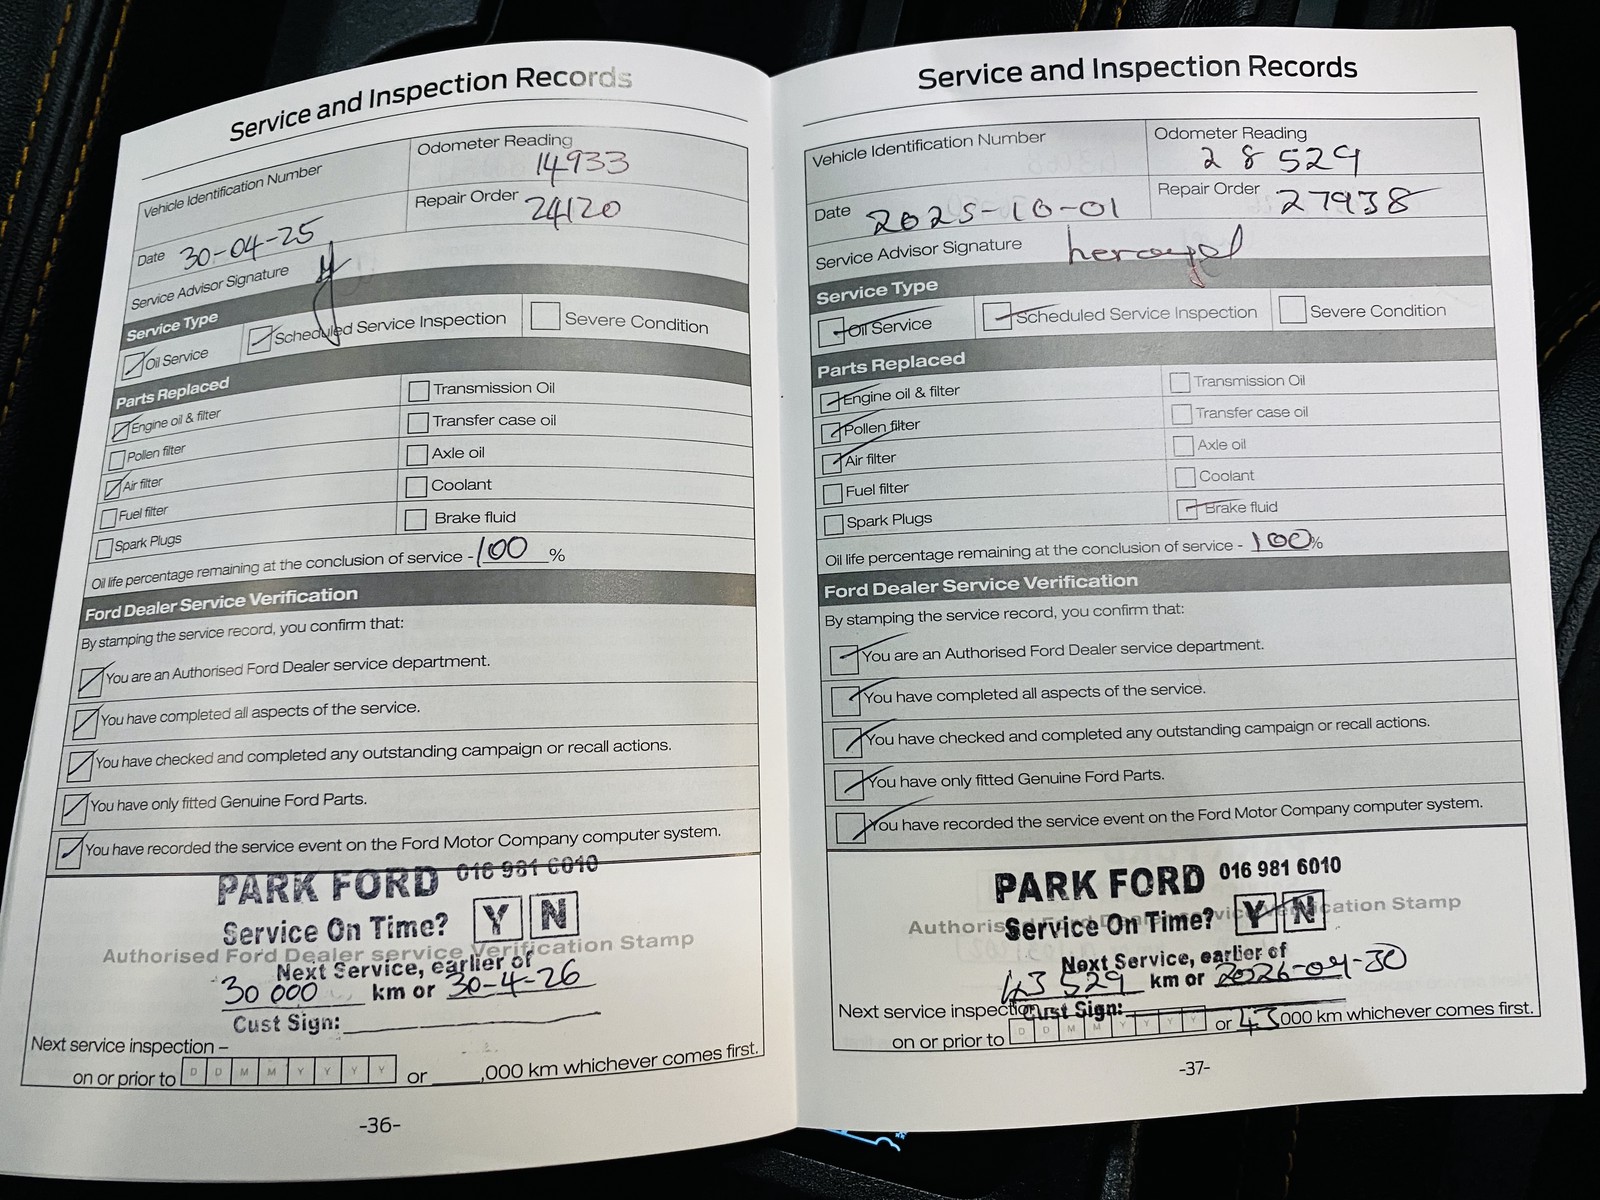 Service and Inspection Records
Vehicle Identification Number
Odometer Reading
14933
Repair Order 24120
Date 30-04-25
Service Advisor Signature
Service Type
Oil Service
Scheduled Service Inspection
Severe Condition
Parts Replaced
Engine oil & filter
Transmission Oil
Pollen filter
Transfer case oil
Air filter
Axle oil
Fuel filter
Coolant
Spark Plugs
Brake fluid
Oil life percentage remaining at the conclusion of service - 100 %
Ford Dealer Service Verification
By stamping the service record, you confirm that:
You are an Authorised Ford Dealer service department.
You have completed all aspects of the service.
You have checked and completed any outstanding campaign or recall actions.
You have only fitted Genuine Ford Parts.
You have recorded the service event on the Ford Motor Company computer system.
PARK FORD 016 981 6010
Service On Time? Y N
Authorised Ford Dealer service Verification Stamp
Next Service, earlier of
30 000 km or 30-4-26
Cust Sign:
Next service inspection –
on or prior to D D M M Y Y Y Y or ,000 km whichever comes first.
-36-
Service and Inspection Records
Vehicle Identification Number
Odometer Reading
28529
Repair Order 27938
Date 2025-10-01
Service Advisor Signature
Service Type
Oil Service
Scheduled Service Inspection
Severe Condition
Parts Replaced
Engine oil & filter
Transmission Oil
Pollen filter
Transfer case oil
Air filter
Axle oil
Fuel filter
Coolant
Spark Plugs
Brake fluid
Oil life percentage remaining at the conclusion of service - 100%
Ford Dealer Service Verification
By stamping the service record, you confirm that:
You are an Authorised Ford Dealer service department.
You have completed all aspects of the service.
You have checked and completed any outstanding campaign or recall actions.
You have only fitted Genuine Ford Parts.
You have recorded the service event on the Ford Motor Company computer system.
PARK FORD 016 981 6010
Service On Time? Y N
Authorised Ford Dealer service Verification Stamp
Next Service, earlier of
43 529 km or 2026-09-30
Cust Sign:
Next service inspection
on or prior to D D M M Y Y Y Y or 43000 km whichever comes first.
-37-